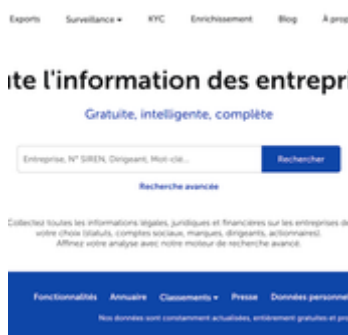 Exports Surveillance KYC Enrichissement Blog À prop
te l'information des entrepri
Gratuite, intelligente, complète
Entreprise, N° SIREN, Dirigeant, Mot-clé...
Rechercher
Recherche avancée
Collectez toutes les informations légales, juridiques et financières sur les entreprises de
votre choix (statuts, comptes sociaux, marques, dirigeants, actionnaires).
Affinez votre analyse avec notre moteur de recherche avancé.
Fonctionnalités Annuaire Classements Presse Données personnel
Nos données sont constamment actualisées, entièrement gratuites et pro